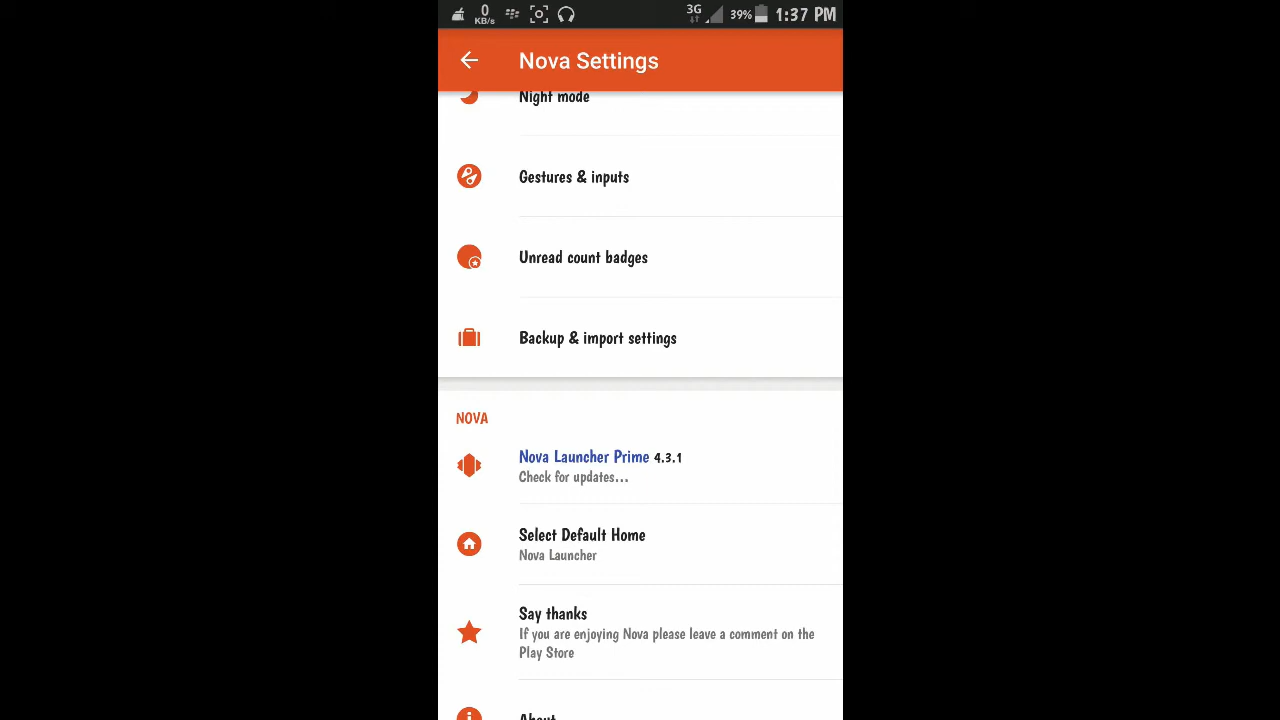 0 KB/s 3G 39% 1:37 PM
Nova Settings
Night mode
Gestures & inputs
Unread count badges
Backup & import settings
NOVA
Nova Launcher Prime 4.3.1
Check for updates...
Select Default Home
Nova Launcher
Say thanks
If you are enjoying Nova please leave a comment on the
Play Store
About